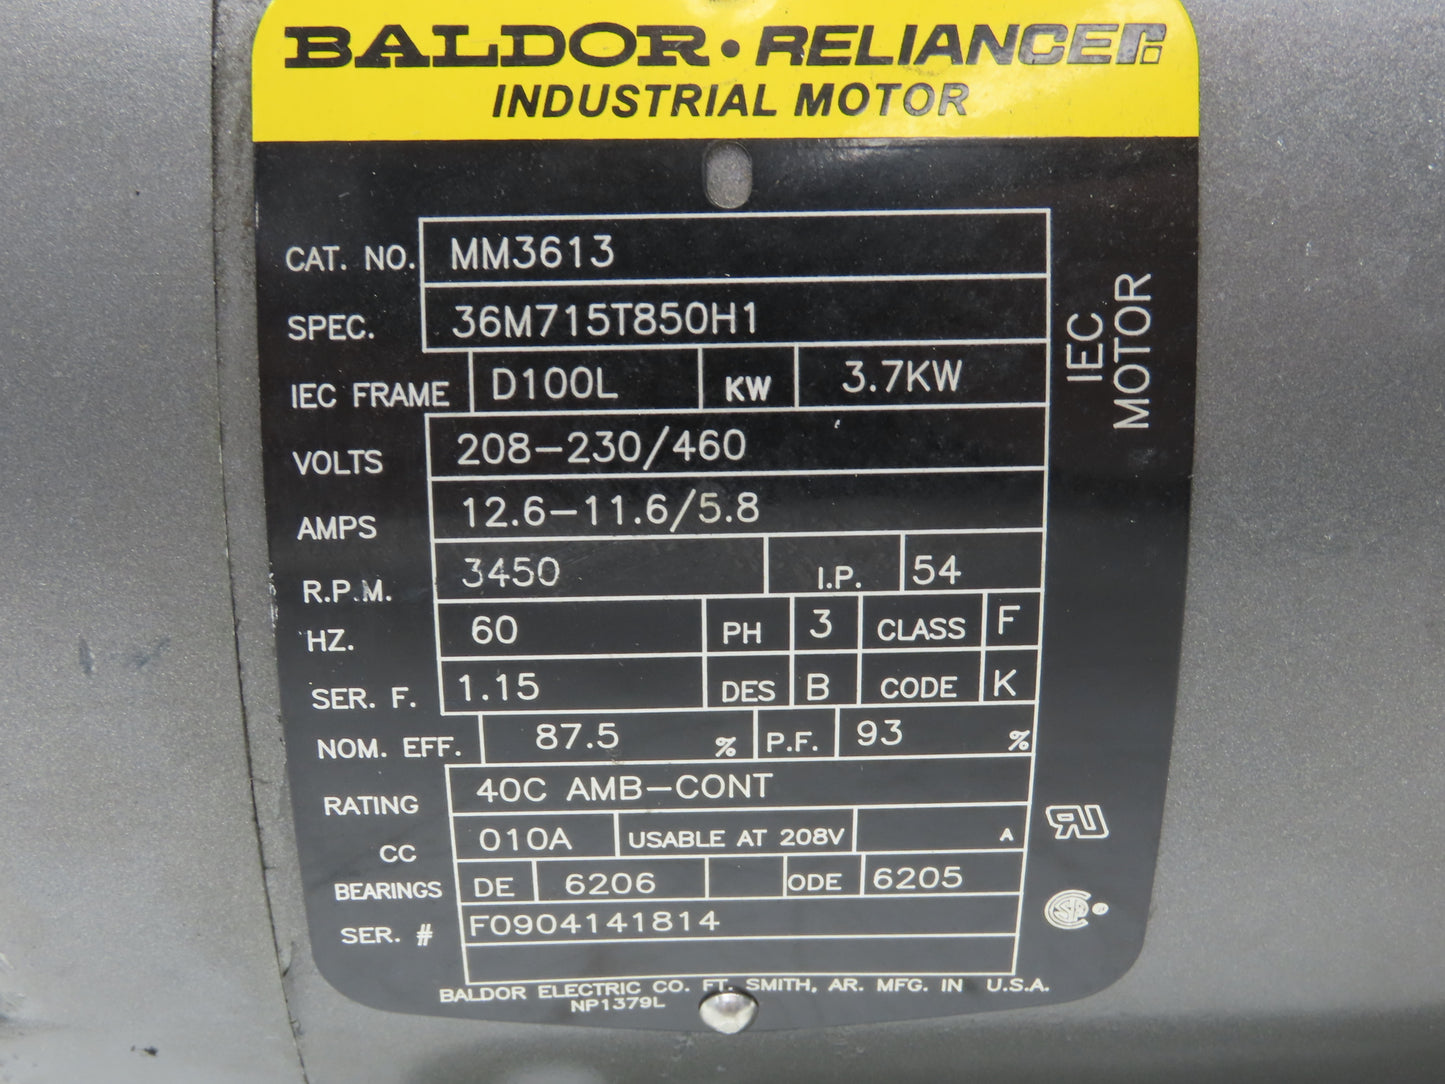 BALDOR • RELIANCER
INDUSTRIAL MOTOR
CAT. NO. MM3613
SPEC. 36M715T850H1
IEC FRAME D100L KW 3.7KW
VOLTS 208-230/460
AMPS 12.6-11.6/5.8
R.P.M. 3450 I.P. 54
HZ. 60 PH 3 CLASS F
SER. F. 1.15 DES B CODE K
NOM. EFF. 87.5 % P.F. 93 %
RATING 40C AMB-CONT
CC 010A USABLE AT 208V A
BEARINGS DE 6206 ODE 6205
SER. # F0904141814
BALDOR ELECTRIC CO. FT. SMITH, AR. MFG. IN U.S.A.
NP1379L
IEC
MOTOR
RU
SA